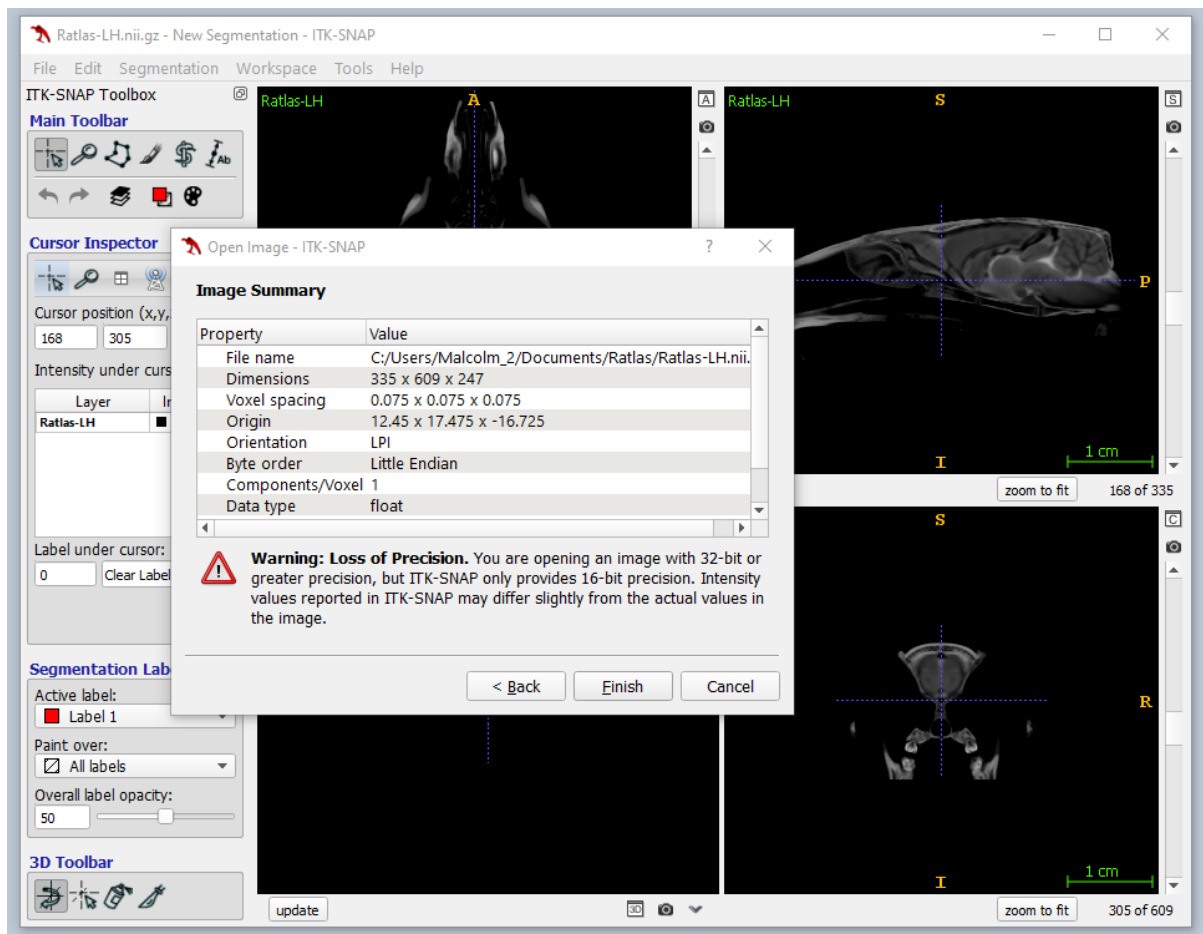 Ratlas-LH.nii.gz - New Segmentation - ITK-SNAP
File Edit Segmentation Workspace Tools Help
ITK-SNAP Toolbox
Main Toolbar
Ab
Cursor Inspector
Cursor position (x,y,
168 305
Intensity under curs
Layer In
Ratlas-LH
Label under cursor:
0 Clear Label
Segmentation Lab
Active label:
Label 1
Paint over:
All labels
Overall label opacity:
50
3D Toolbar
Ratlas-LH
A
A
Ratlas-LH
S
S
P
I
1 cm
zoom to fit 168 of 335
Open Image - ITK-SNAP ?
Image Summary
Property Value
File name C:/Users/Malcolm_2/Documents/Ratlas/Ratlas-LH.nii.
Dimensions 335 x 609 x 247
Voxel spacing 0.075 x 0.075 x 0.075
Origin 12.45 x 17.475 x -16.725
Orientation LPI
Byte order Little Endian
Components/Voxel 1
Data type float
Warning: Loss of Precision. You are opening an image with 32-bit or
greater precision, but ITK-SNAP only provides 16-bit precision. Intensity
values reported in ITK-SNAP may differ slightly from the actual values in
the image.
< Back Finish Cancel
S
C
R
I
1 cm
update 3D
zoom to fit 305 of 609